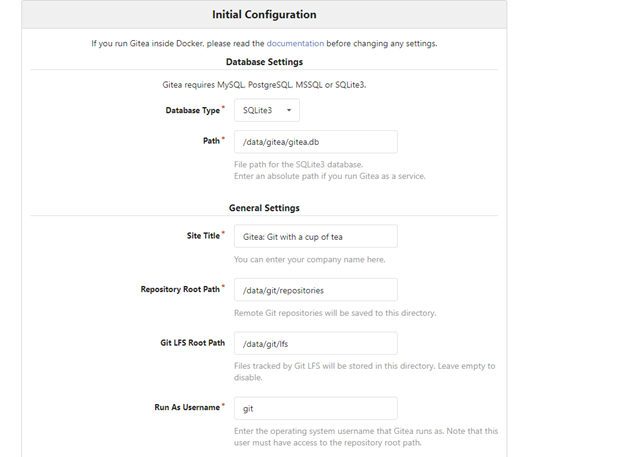 Initial Configuration
If you run Gitea inside Docker, please read the documentation before changing any settings.
Database Settings
Gitea requires MySQL, PostgreSQL, MSSQL or SQLite3.
Database Type*
SQLite3
Path*
/data/gitea/gitea.db
File path for the SQLite3 database.
Enter an absolute path if you run Gitea as a service.
General Settings
Site Title*
Gitea: Git with a cup of tea
You can enter your company name here.
Repository Root Path*
/data/git/repositories
Remote Git repositories will be saved to this directory.
Git LFS Root Path
/data/git/lfs
Files tracked by Git LFS will be stored in this directory. Leave empty to
disable.
Run As Username*
git
Enter the operating system username that Gitea runs as. Note that this
user must have access to the repository root path.